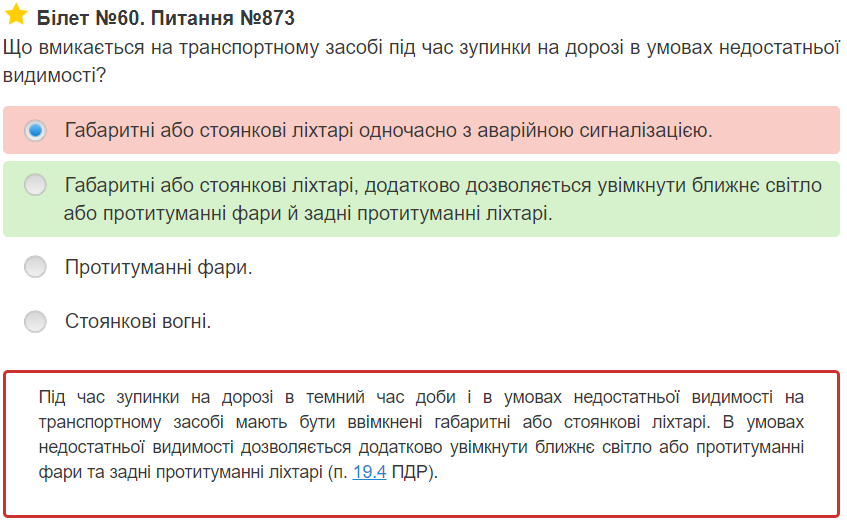 Білет №60. Питання №873
Що вмикається на транспортному засобі під час зупинки на дорозі в умовах недостатньої
видимості?
Габаритні або стоянкові ліхтарі одночасно з аварійною сигналізацією.
Габаритні або стоянкові ліхтарі, додатково дозволяється увімкнути ближнє світло
або протитуманні фари й задні протитуманні ліхтарі.
Протитуманні фари.
Стоянкові вогні.
Під час зупинки на дорозі в темний час доби і в умовах недостатньої видимості на
транспортному засобі мають бути ввімкнені габаритні або стоянкові ліхтарі. В умовах
недостатньої видимості дозволяється додатково увімкнути ближнє світло або протитуманні
фари та задні протитуманні ліхтарі (п. 19.4 ПДР).